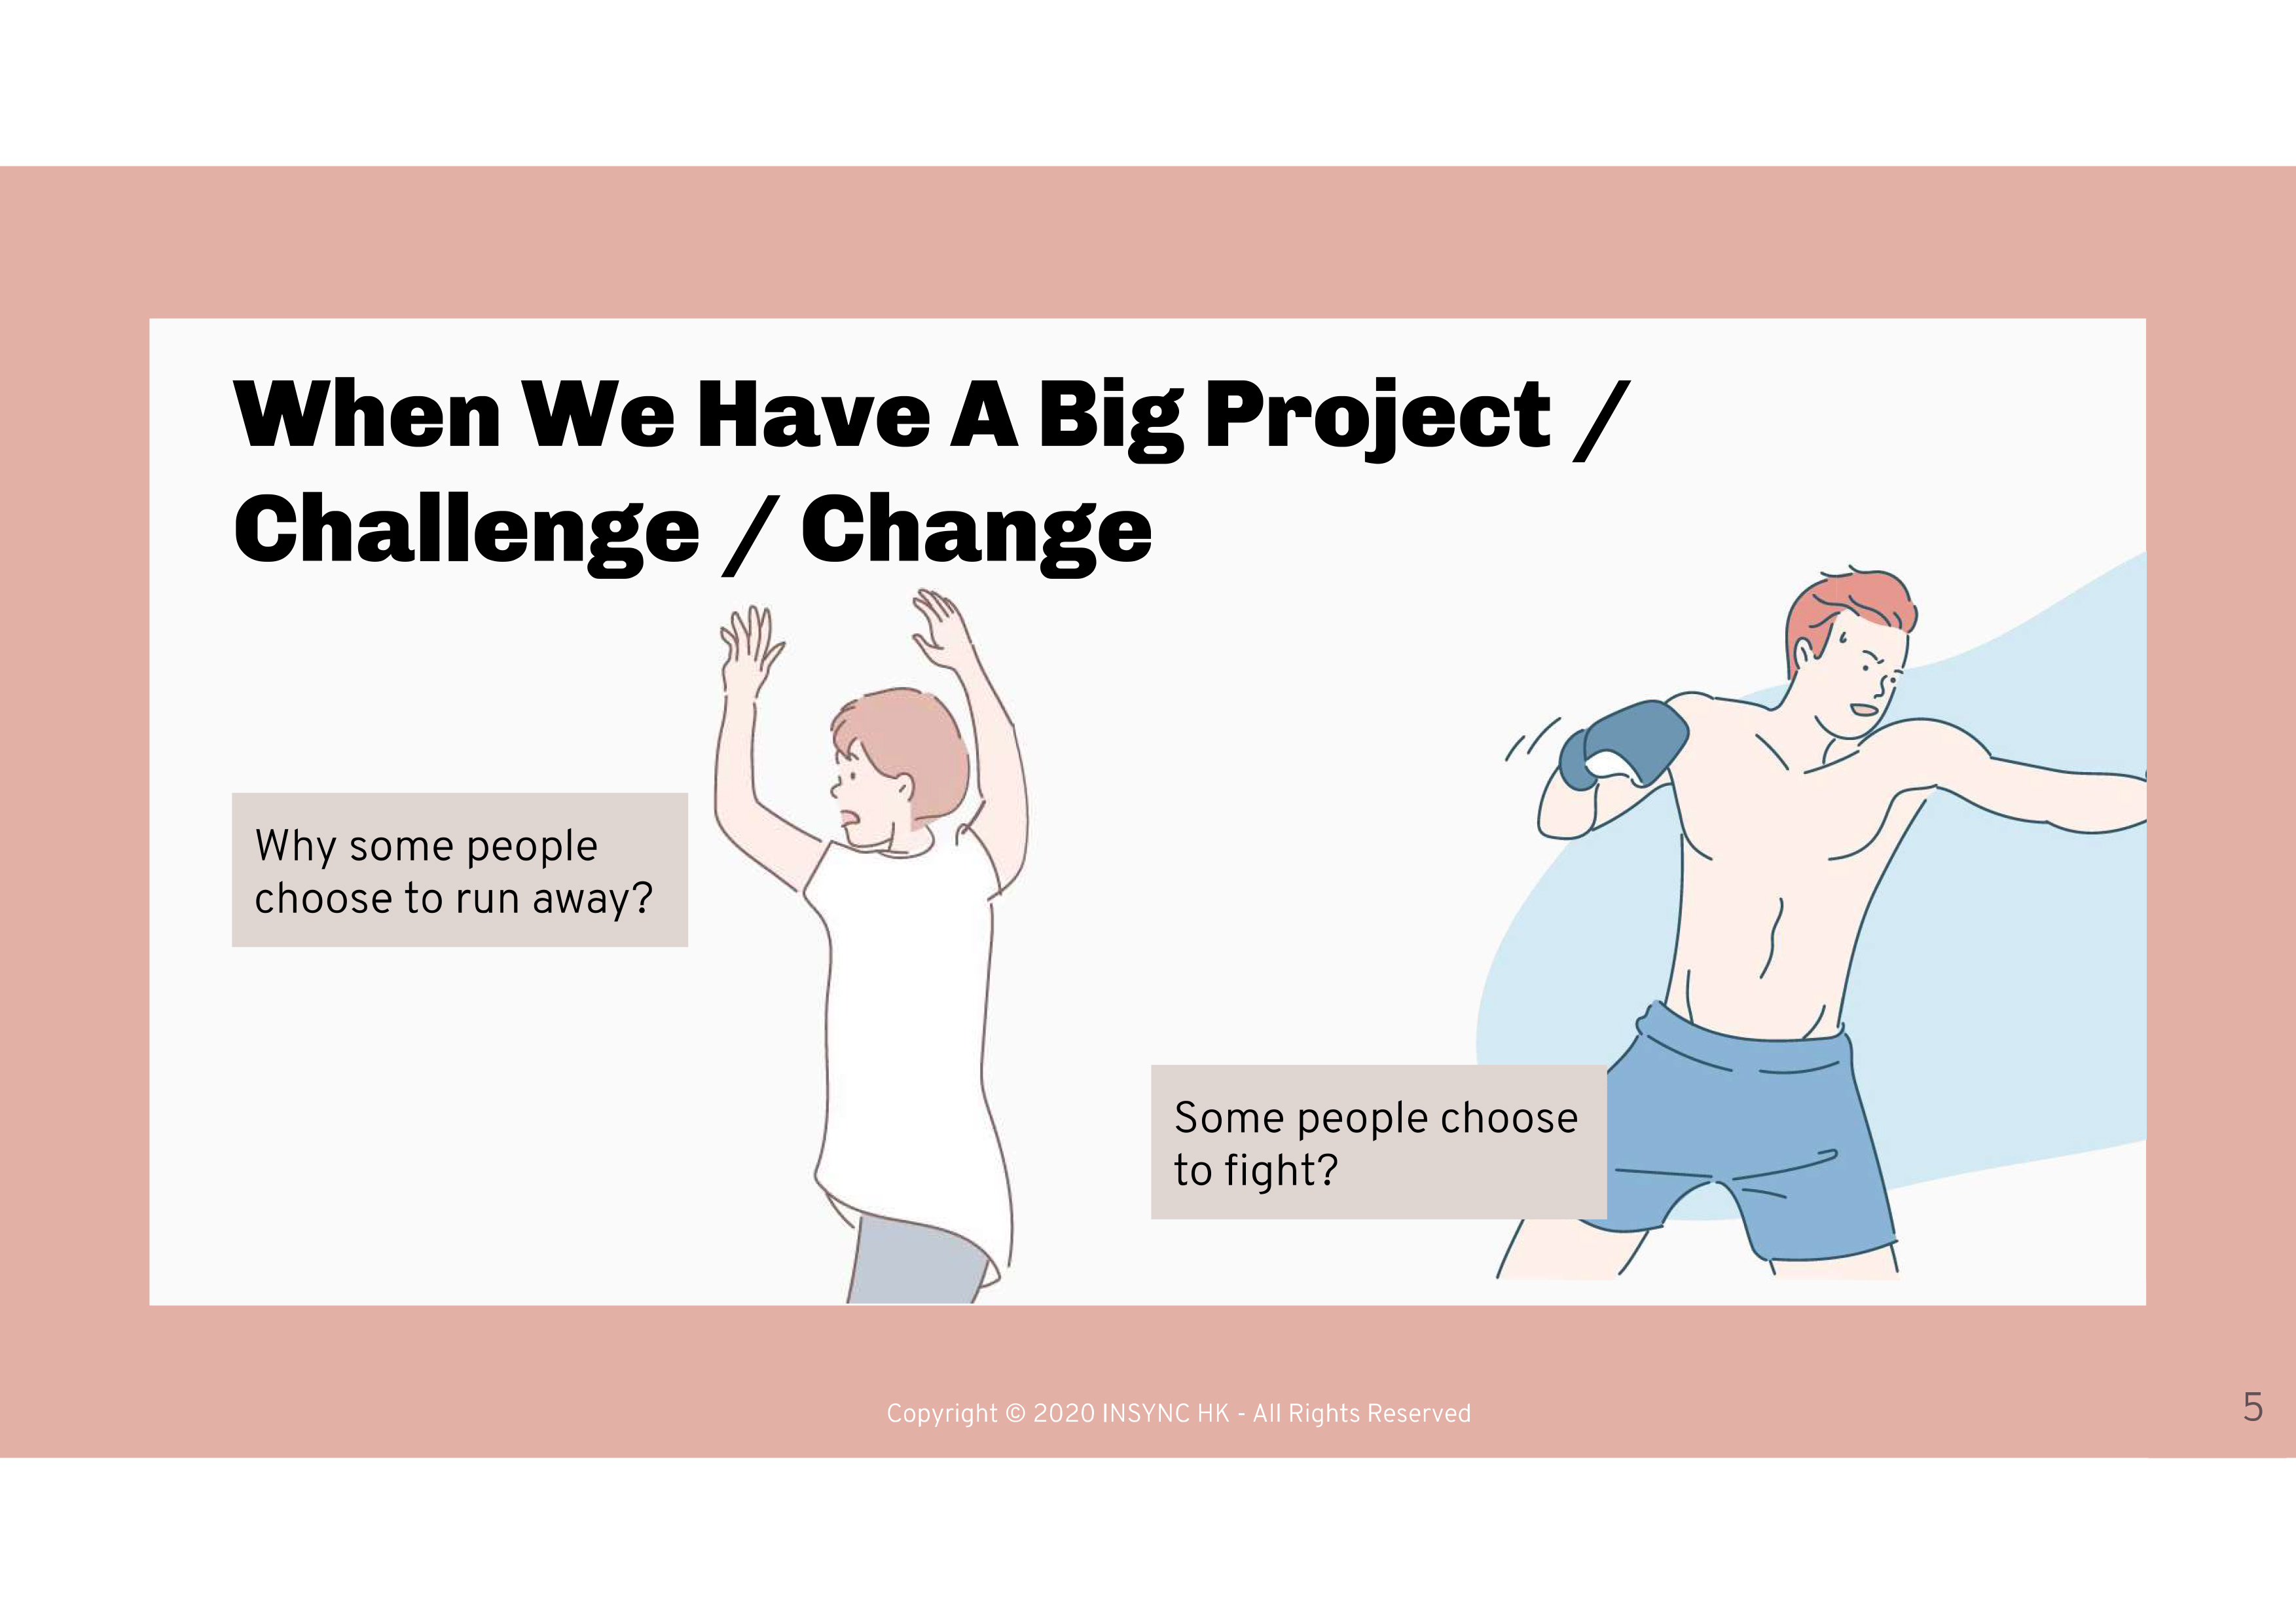 When We Have A Big Project /
Challenge / Change
Why some people
choose to run away?
Some people choose
to fight?
Copyright © 2020 INSYNC HK - All Rights Reserved
5